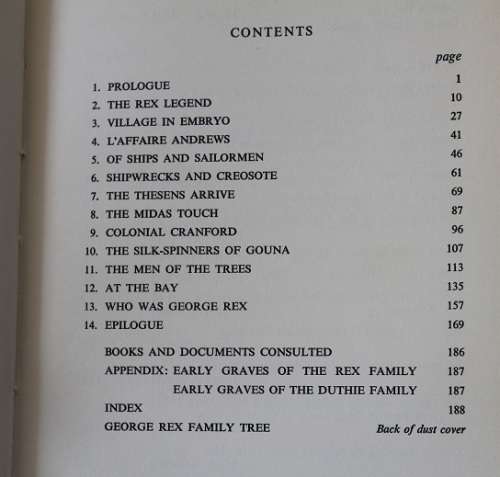 CONTENTS
page
1. PROLOGUE 1
2. THE REX LEGEND 10
3. VILLAGE IN EMBRYO 27
4. L'AFFAIRE ANDREWS 41
5. OF SHIPS AND SAILORMEN 46
6. SHIPWRECKS AND CREOSOTE 61
7. THE THESENS ARRIVE 69
8. THE MIDAS TOUCH 87
9. COLONIAL CRANFORD 96
10. THE SILK-SPINNERS OF GOUNA 107
11. THE MEN OF THE TREES 113
12. AT THE BAY 135
13. WHO WAS GEORGE REX 157
14. EPILOGUE 169
BOOKS AND DOCUMENTS CONSULTED 186
APPENDIX: EARLY GRAVES OF THE REX FAMILY 187
EARLY GRAVES OF THE DUTHIE FAMILY 187
INDEX 188
GEORGE REX FAMILY TREE Back of dust cover